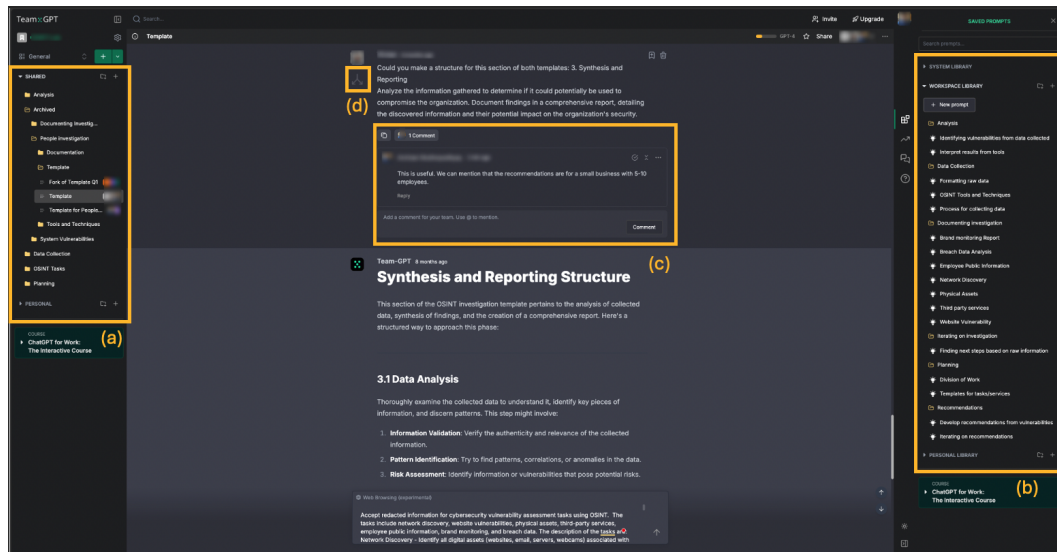 Team⁝GPT
Search...
Invite
Upgrade
SAVED PROMPTS
R
General
Template
GPT-4
Share
Search prompts...
SHARED
Analysis
Archived
Documenting Investig...
People Investigation
Documentation
Template
Fork of Template Q1
Template
Template for People...
Tools and Techniques
System Vulnerabilities
Data Collection
OSINT Tasks
Planning
PERSONAL
(a)
COURSE
ChatGPT for Work:
The Interactive Course
(d)
Could you make a structure for this section of both templates: 3. Synthesis and
Reporting
Analyze the information gathered to determine if it could potentially be used to
compromise the organization. Document findings in a comprehensive report, detailing
the discovered information and their potential impact on the organization's security.
1 Comment
This is useful. We can mention that the recommendations are for a small business with 5-10
employees.
Reply
Add a comment for your team. Use @ to mention.
Comment
(c)
Team-GPT 8 months ago
Synthesis and Reporting Structure
This section of the OSINT investigation template pertains to the analysis of collected
data, synthesis of findings, and the creation of a comprehensive report. Here's a
structured way to approach this phase:
3.1 Data Analysis
Thoroughly examine the collected data to understand it, identify key pieces of
information, and discern patterns. This step might involve:
1. Information Validation: Verify the authenticity and relevance of the collected
information.
2. Pattern Identification: Try to find patterns, correlations, or anomalies in the data.
3. Risk Assessment: Identify information or vulnerabilities that pose potential risks.
Web Browsing (experimental)
Accept redacted information for cybersecurity vulnerability assessment tasks using OSINT. The
tasks include network discovery, website vulnerabilities, physical assets, third-party services,
employee public information, brand monitoring, and breach data. The description of the tasks are
Network Discovery - Identify all digital assets (websites, email, servers, webcams) associated with
SYSTEM LIBRARY
WORKSPACE LIBRARY
+ New prompt
Analysis
Identifying vulnerabilities from data collected
Interpret results from tools
Data Collection
Formatting raw data
OSINT Tools and Techniques
Process for collecting data
Documenting Investigation
Brand monitoring Report
Breach Data Analysis
Employee Public Information
Network Discovery
Physical Assets
Third party services
Website Vulnerability
Iterating on investigation
Finding next steps based on raw information
Planning
Division of Work
Templates for tasks/services
Recommendations
Develop recommendations from vulnerabilities
Iterating on recommendations
PERSONAL LIBRARY
(b)
COURSE
ChatGPT for Work:
The Interactive Course